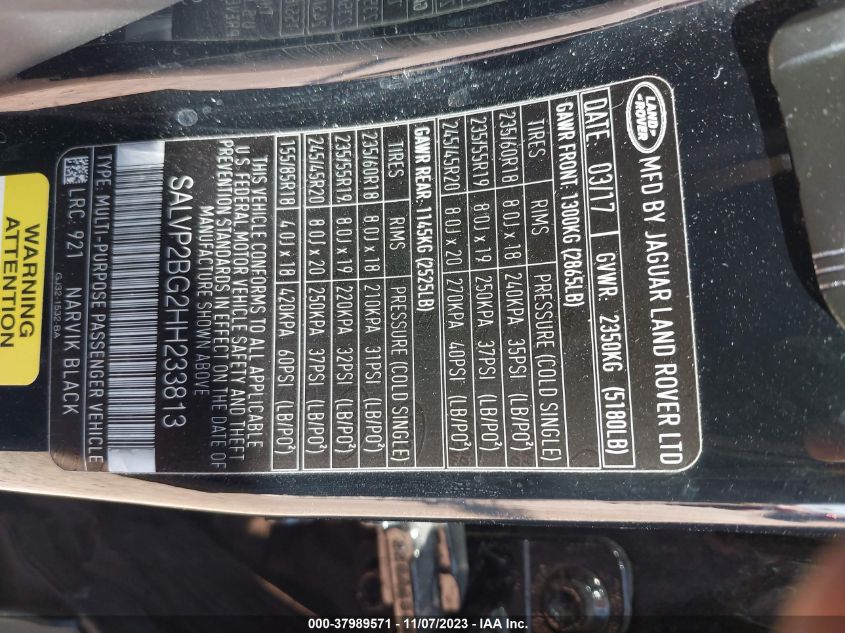 LAND
ROVER
MFD BY JAGUAR LAND ROVER LTD
DATE: 03/17 GVWR: 2350KG (5180LB)
GAWR FRONT: 1300KG (2865LB)
TIRES RIMS PRESSURE (COLD SINGLE)
235/60R18 8.0J x 18 240KPA 35PSI (LB/PO²)
235/55R19 8.0J x 19 250KPA 37PSI (LB/PO²)
245/45R20 8.0J x 20 270KPA 40PSI (LB/PO²)
GAWR REAR: 1145KG (2525LB)
TIRES RIMS PRESSURE (COLD SINGLE)
235/60R18 8.0J x 18 210KPA 31PSI (LB/PO²)
235/55R19 8.0J x 19 220KPA 32PSI (LB/PO²)
245/45R20 8.0J x 20 250KPA 37PSI (LB/PO²)
155/85R18 4.0J x 18 420KPA 60PSI (LB/PO²)
THIS VEHICLE CONFORMS TO ALL APPLICABLE
U.S. FEDERAL MOTOR VEHICLE SAFETY AND THEFT
PREVENTION STANDARDS IN EFFECT ON THE DATE OF
MANUFACTURE SHOWN ABOVE
SALVP2BG2HH233813
TYPE: MULTI-PURPOSE PASSENGER VEHICLE
LRC 921 NARVIK BLACK
GJ32-1532-BA
WARNING
ATTENTION
000-37989571 - 11/07/2023 - IAA Inc.